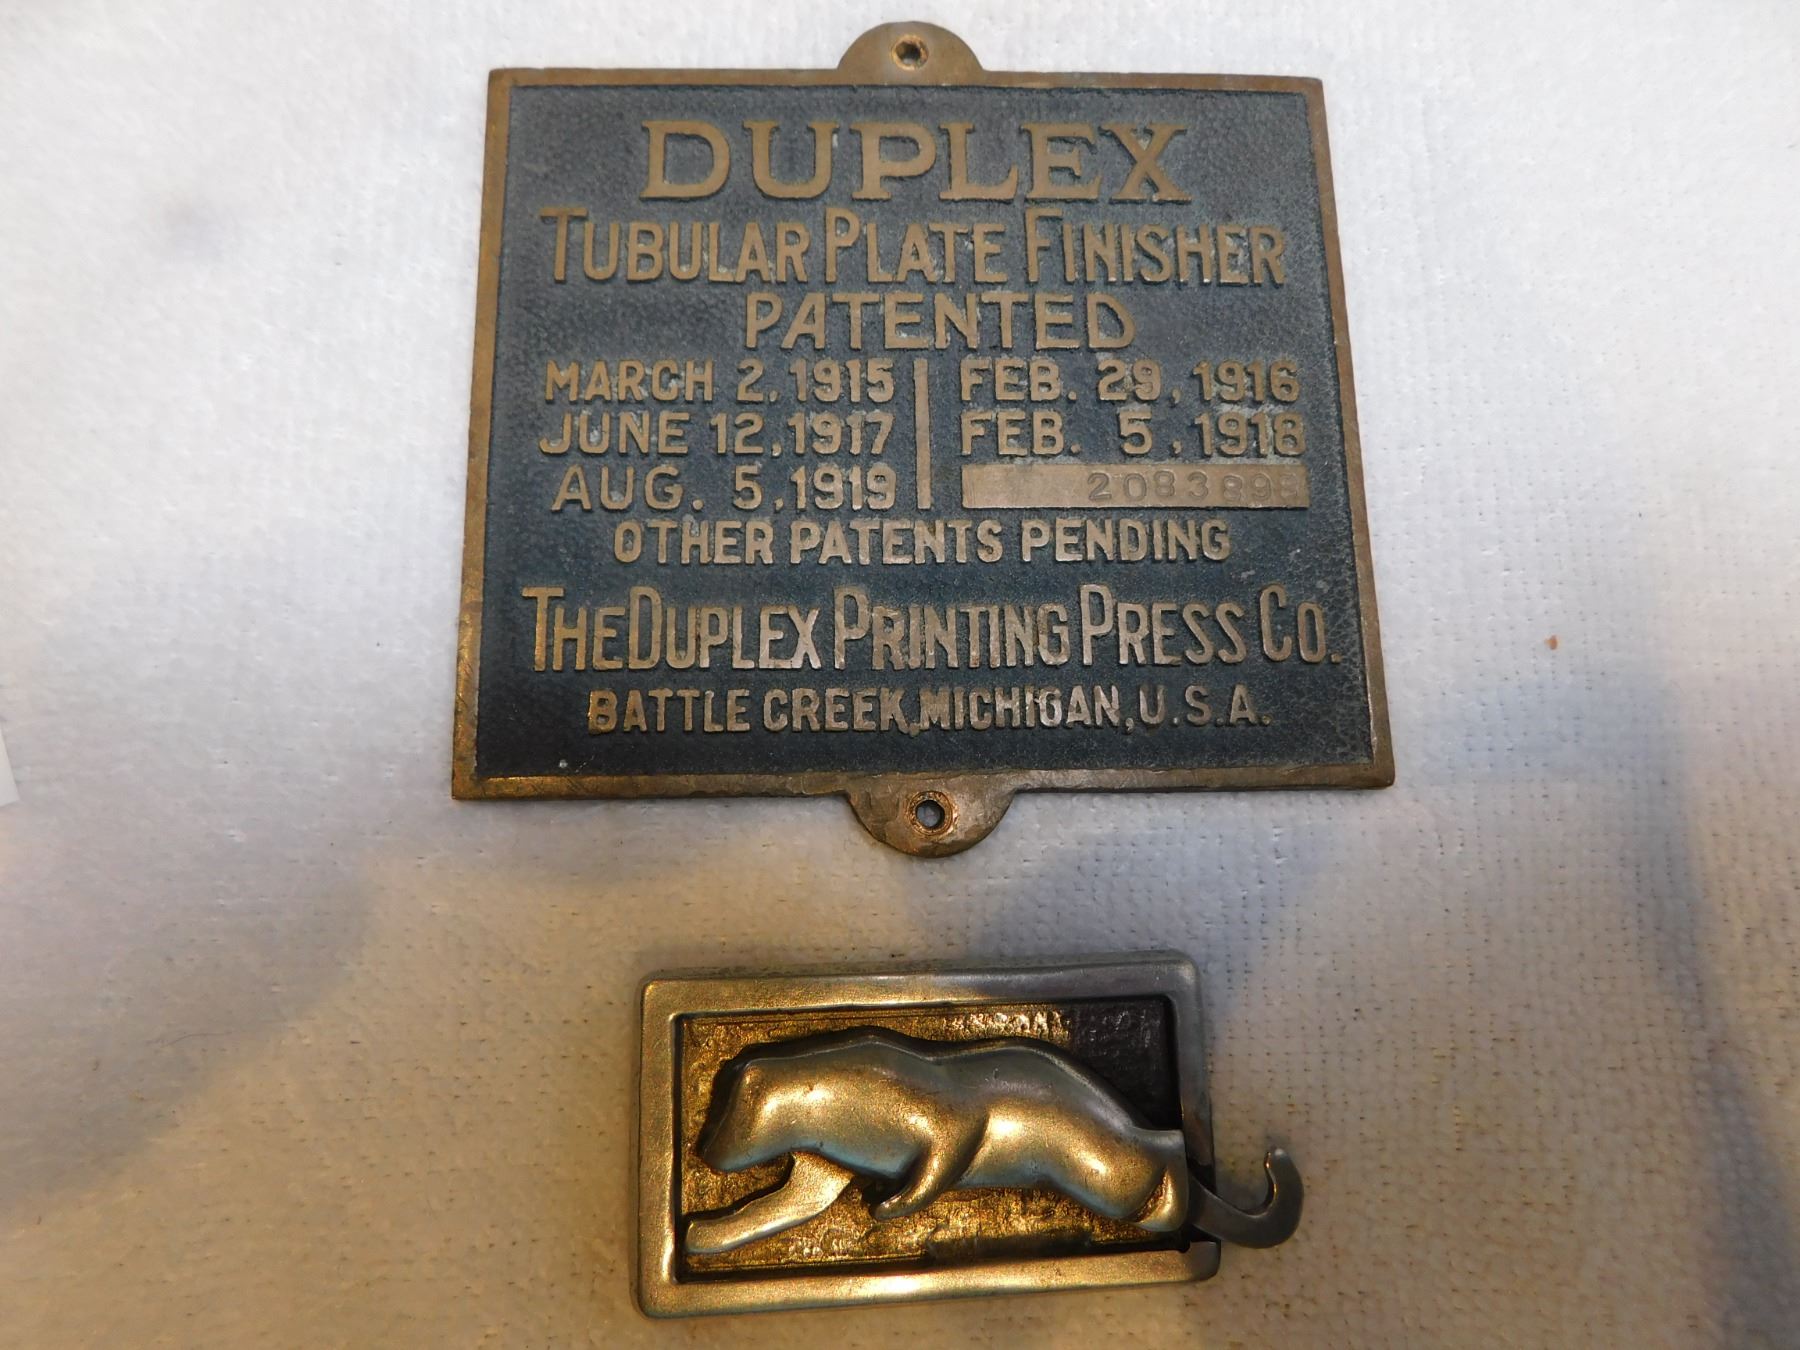 DUPLEX
TUBULAR PLATE FINISHER
PATENTED
MARCH 2, 1915 FEB. 29, 1916
JUNE 12, 1917 FEB. 5, 1918
AUG. 5, 1919 2083898
OTHER PATENTS PENDING
THE DUPLEX PRINTING PRESS CO.
BATTLE CREEK, MICHIGAN, U.S.A.